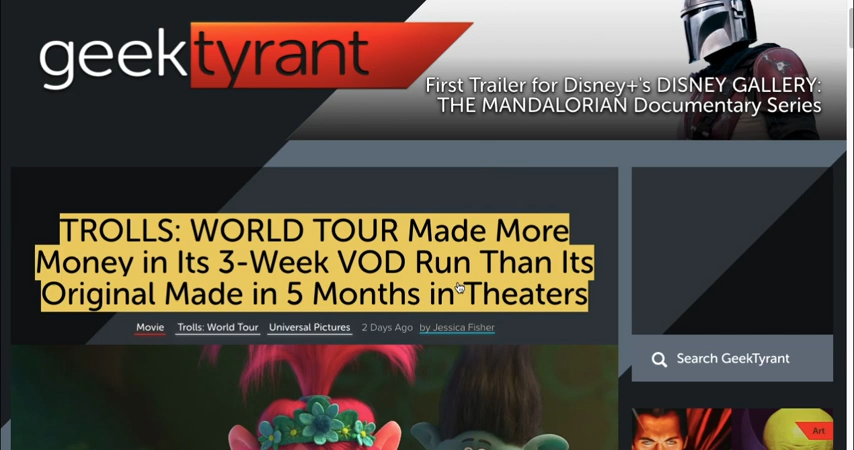 geektyrant
First Trailer for Disney+'s DISNEY GALLERY:
THE MANDALORIAN Documentary Series
TROLLS: WORLD TOUR Made More
Money in Its 3-Week VOD Run Than Its
Original Made in 5 Months in Theaters
Movie Trolls: World Tour Universal Pictures 2 Days Ago by Jessica Fisher
Search GeekTyrant
Art